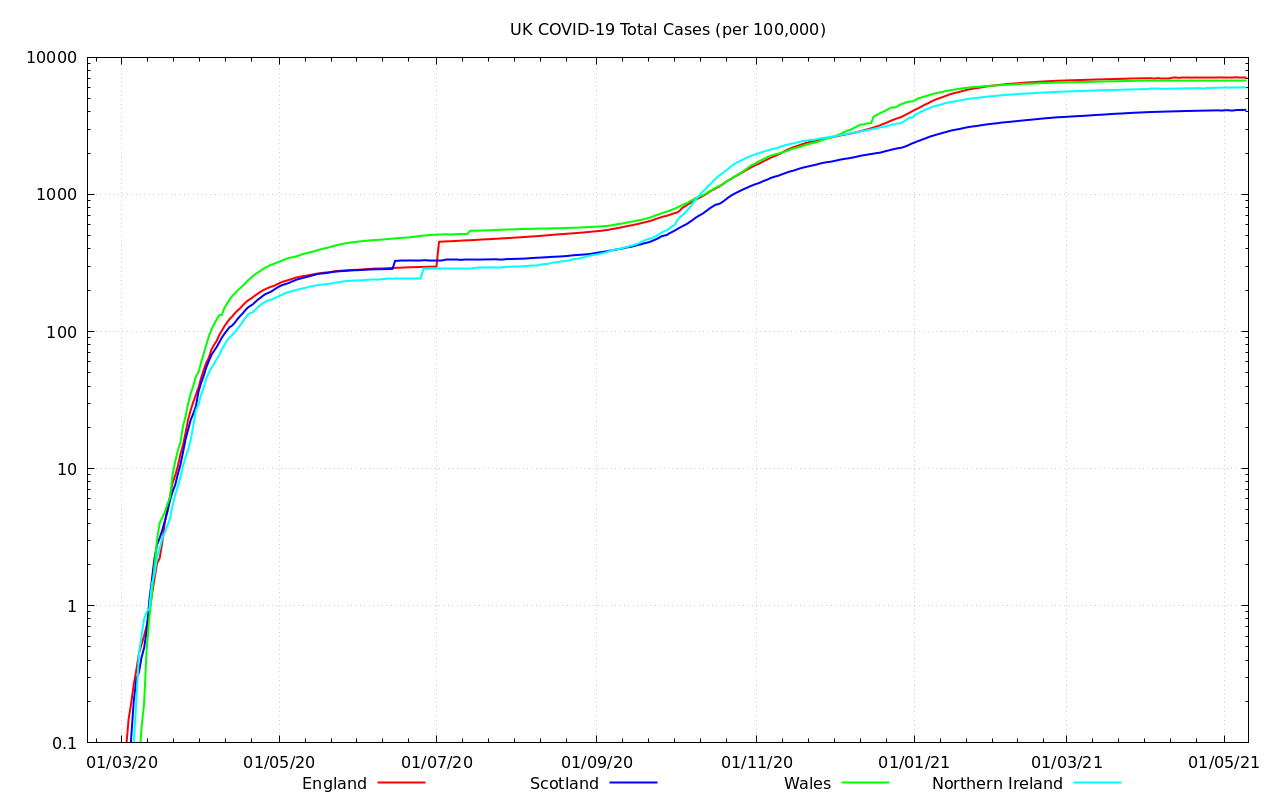 UK COVID-19 Total Cases (per 100,000)
10000
1000
100
10
1
0.1
01/03/20 01/05/20 01/07/20 01/09/20 01/11/20 01/01/21 01/03/21 01/05/21
England Scotland Wales Northern Ireland